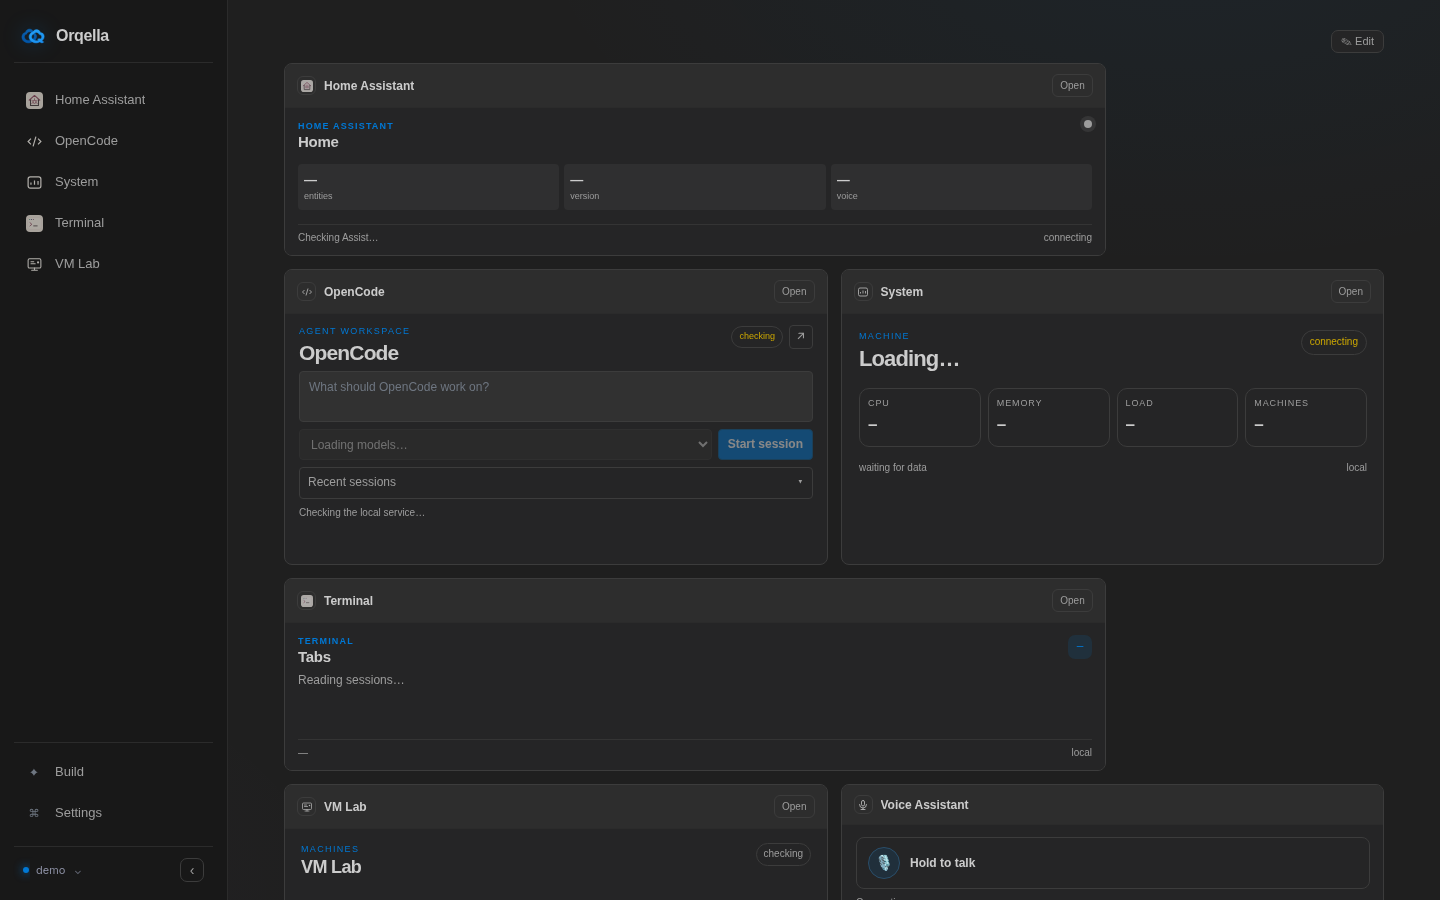 Orqella
Home Assistant
OpenCode
System
Terminal
VM Lab
Build
Settings
demo
Edit
Home Assistant
Open
HOME ASSISTANT
Home
—
entities
—
version
—
voice
Checking Assist…
connecting
OpenCode
Open
AGENT WORKSPACE
OpenCode
checking
What should OpenCode work on?
Loading models…
Start session
Recent sessions
Checking the local service…
System
Open
MACHINE
Loading…
connecting
CPU
–
MEMORY
–
LOAD
–
MACHINES
–
waiting for data
local
Terminal
Open
TERMINAL
Tabs
–
Reading sessions…
—
local
VM Lab
Open
MACHINES
VM Lab
checking
Voice Assistant
Hold to talk